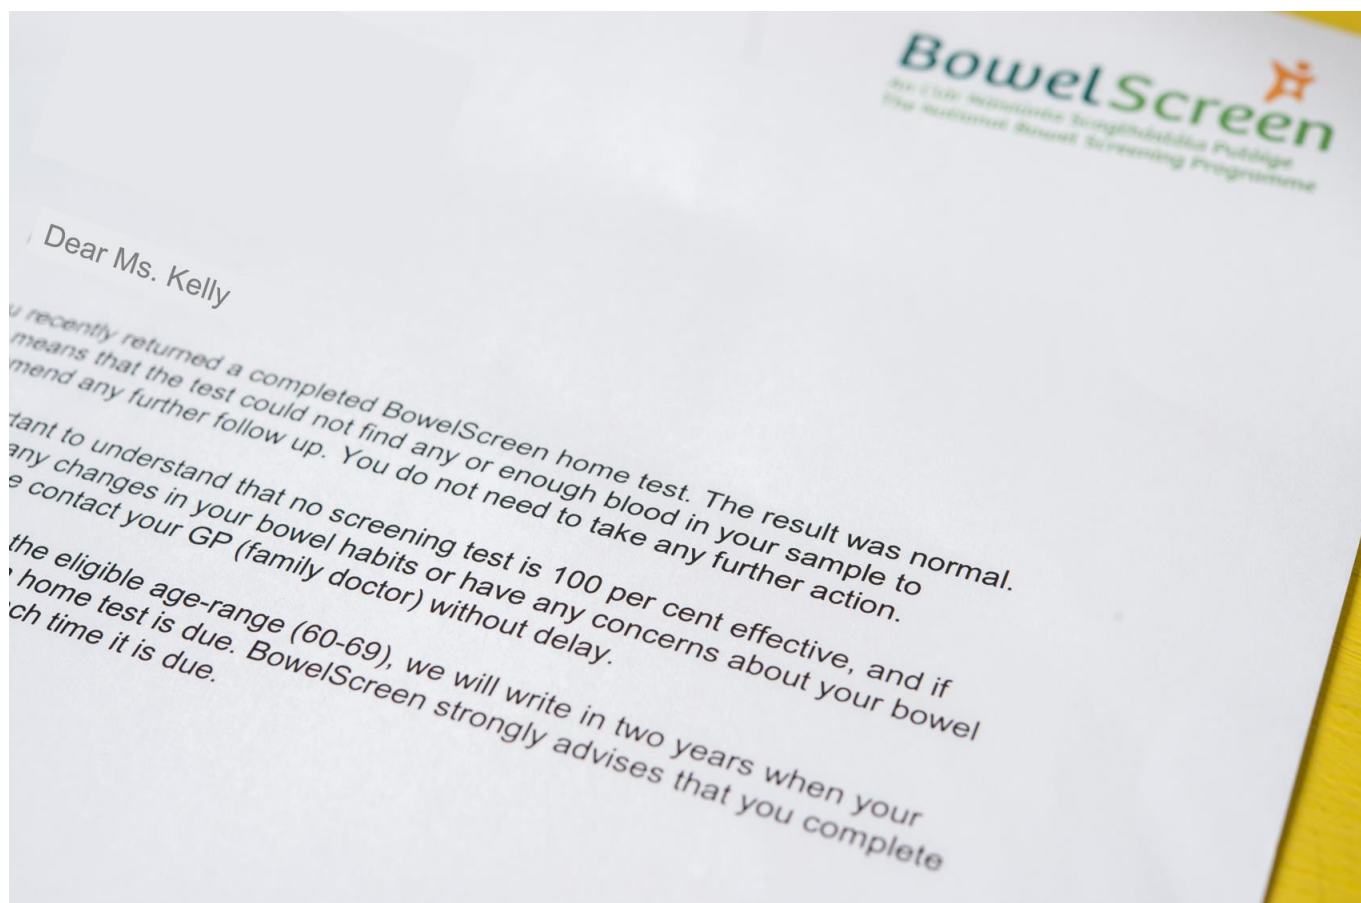 BowelScreen
The National Bowel Screening Programme
Dear Ms. Kelly
recently returned a completed BowelScreen home test. The result was normal.
means that the test could not find any or enough blood in your sample to
mend any further follow up. You do not need to take any further action.
tant to understand that no screening test is 100 per cent effective, and if
any changes in your bowel habits or have any concerns about your bowel
contact your GP (family doctor) without delay.
the eligible age-range (60-69), we will write in two years when your
home test is due. BowelScreen strongly advises that you complete
ch time it is due.